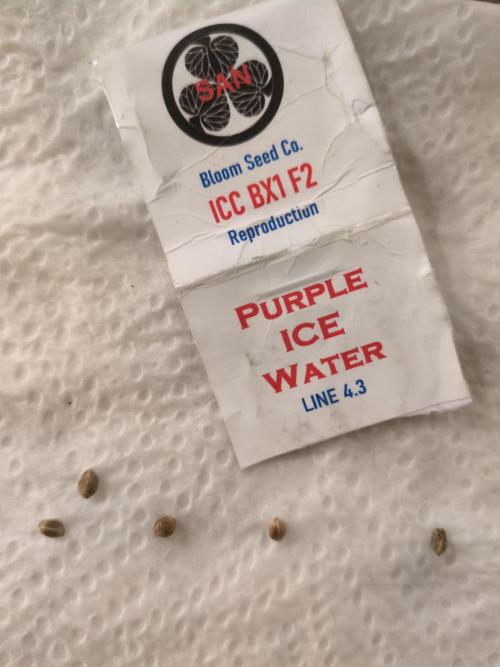 SAN
Bloom Seed Co.
ICC BX1 F2
Reproduction
PURPLE
ICE
WATER
LINE 4.3